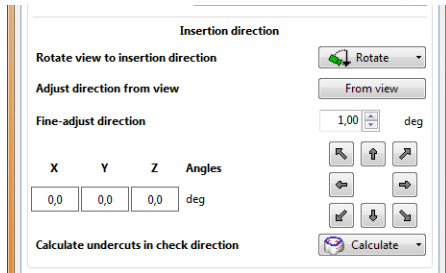 Insertion direction
Rotate view to insertion direction Rotate
Adjust direction from view From view
Fine-adjust direction 1,00 deg
X Y Z Angles
0,0 0,0 0,0 deg
Calculate undercuts in check direction Calculate